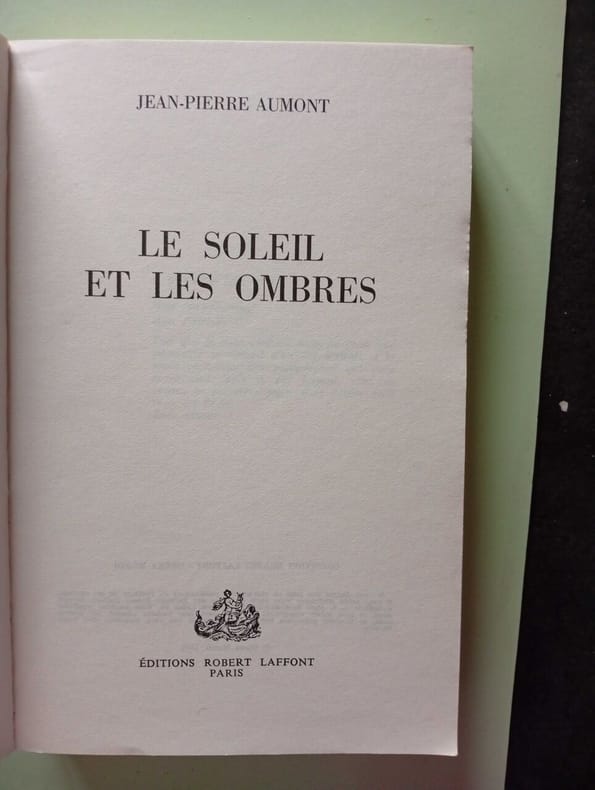 JEAN-PIERRE AUMONT
LE SOLEIL
ET LES OMBRES
ÉDITIONS ROBERT LAFFONT
PARIS